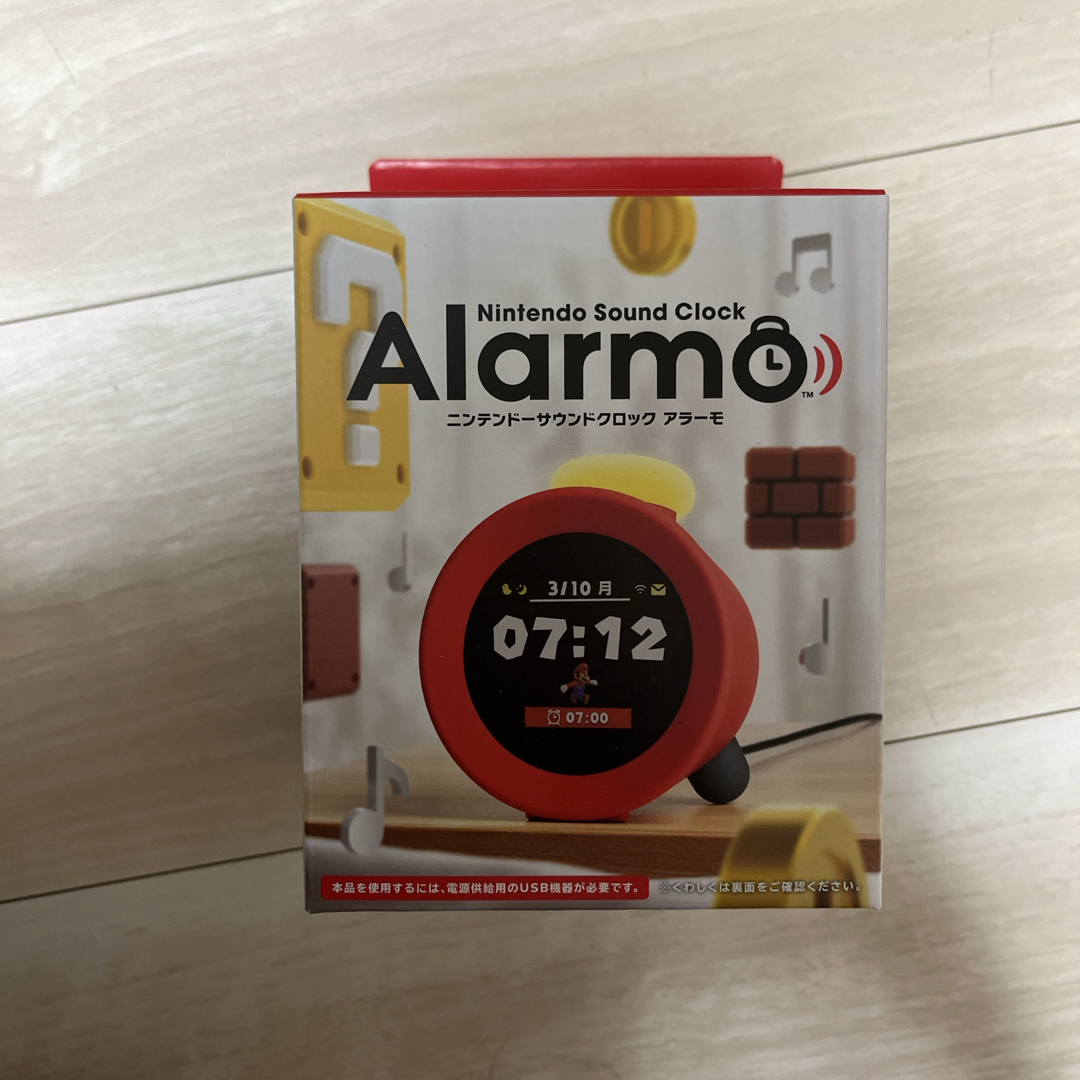 Nintendo Sound Clock
Alarmo™
ニンテンドーサウンドクロック アラーモ
3/10 月
07:12
07:00
本品を使用するには、電源供給用のUSB機器が必要です。
※くわしくは裏面をご確認ください。